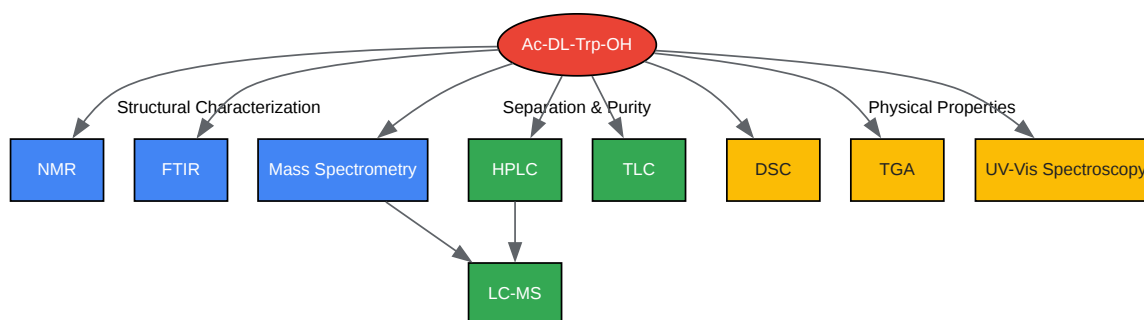 Ac-DL-Trp-OH
Structural Characterization
Separation & Purity
Physical Properties
NMR
FTIR
Mass Spectrometry
HPLC
TLC
DSC
TGA
UV-Vis Spectroscopy
LC-MS